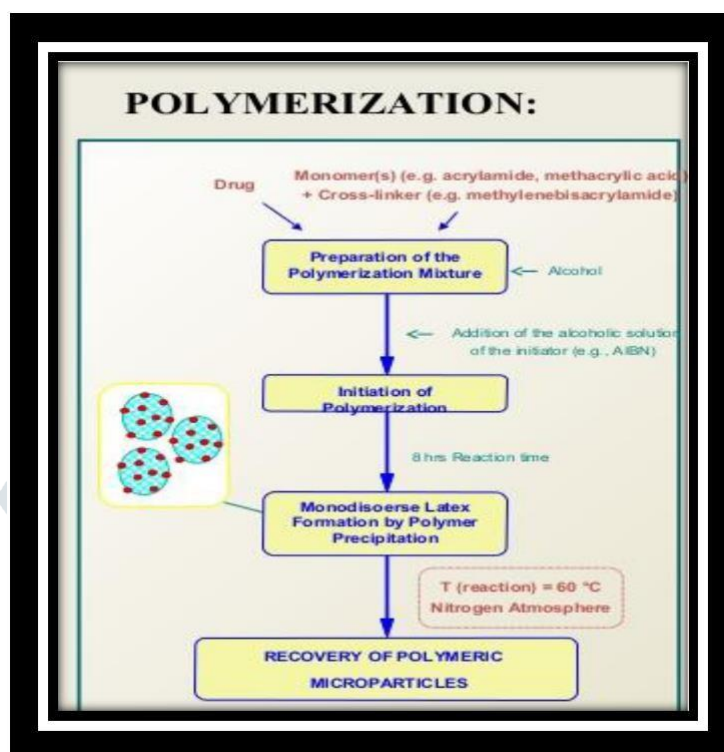 POLYMERIZATION:
Drug
Monomer(s) (e.g. acrylamide, methacrylic acid)
+ Cross-linker (e.g. methylenebisacrylamide)
Preparation of the
Polymerization Mixture
Alcohol
Addition of the alcoholic solution
of the initiator (e.g., AIBN)
Initiation of
Polymerization
8 hrs Reaction time
Monodisoerse Latex
Formation by Polymer
Precipitation
T (reaction) = 60 °C
Nitrogen Atmosphere
RECOVERY OF POLYMERIC
MICROPARTICLES